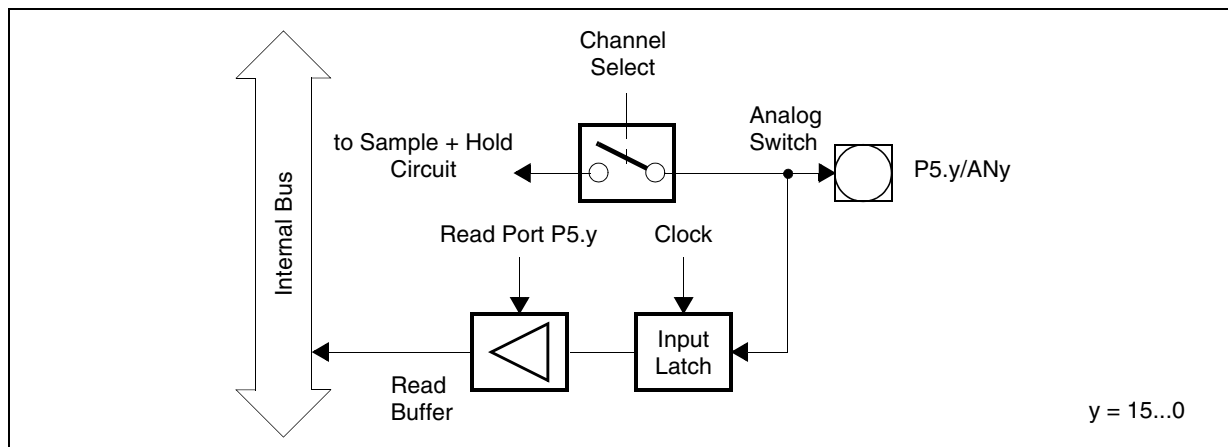 Channel
Select
Analog
Switch
to Sample + Hold
Circuit
P5.y/ANy
Read Port P5.y
Clock
Internal Bus
Input
Latch
Read
Buffer
y = 15...0